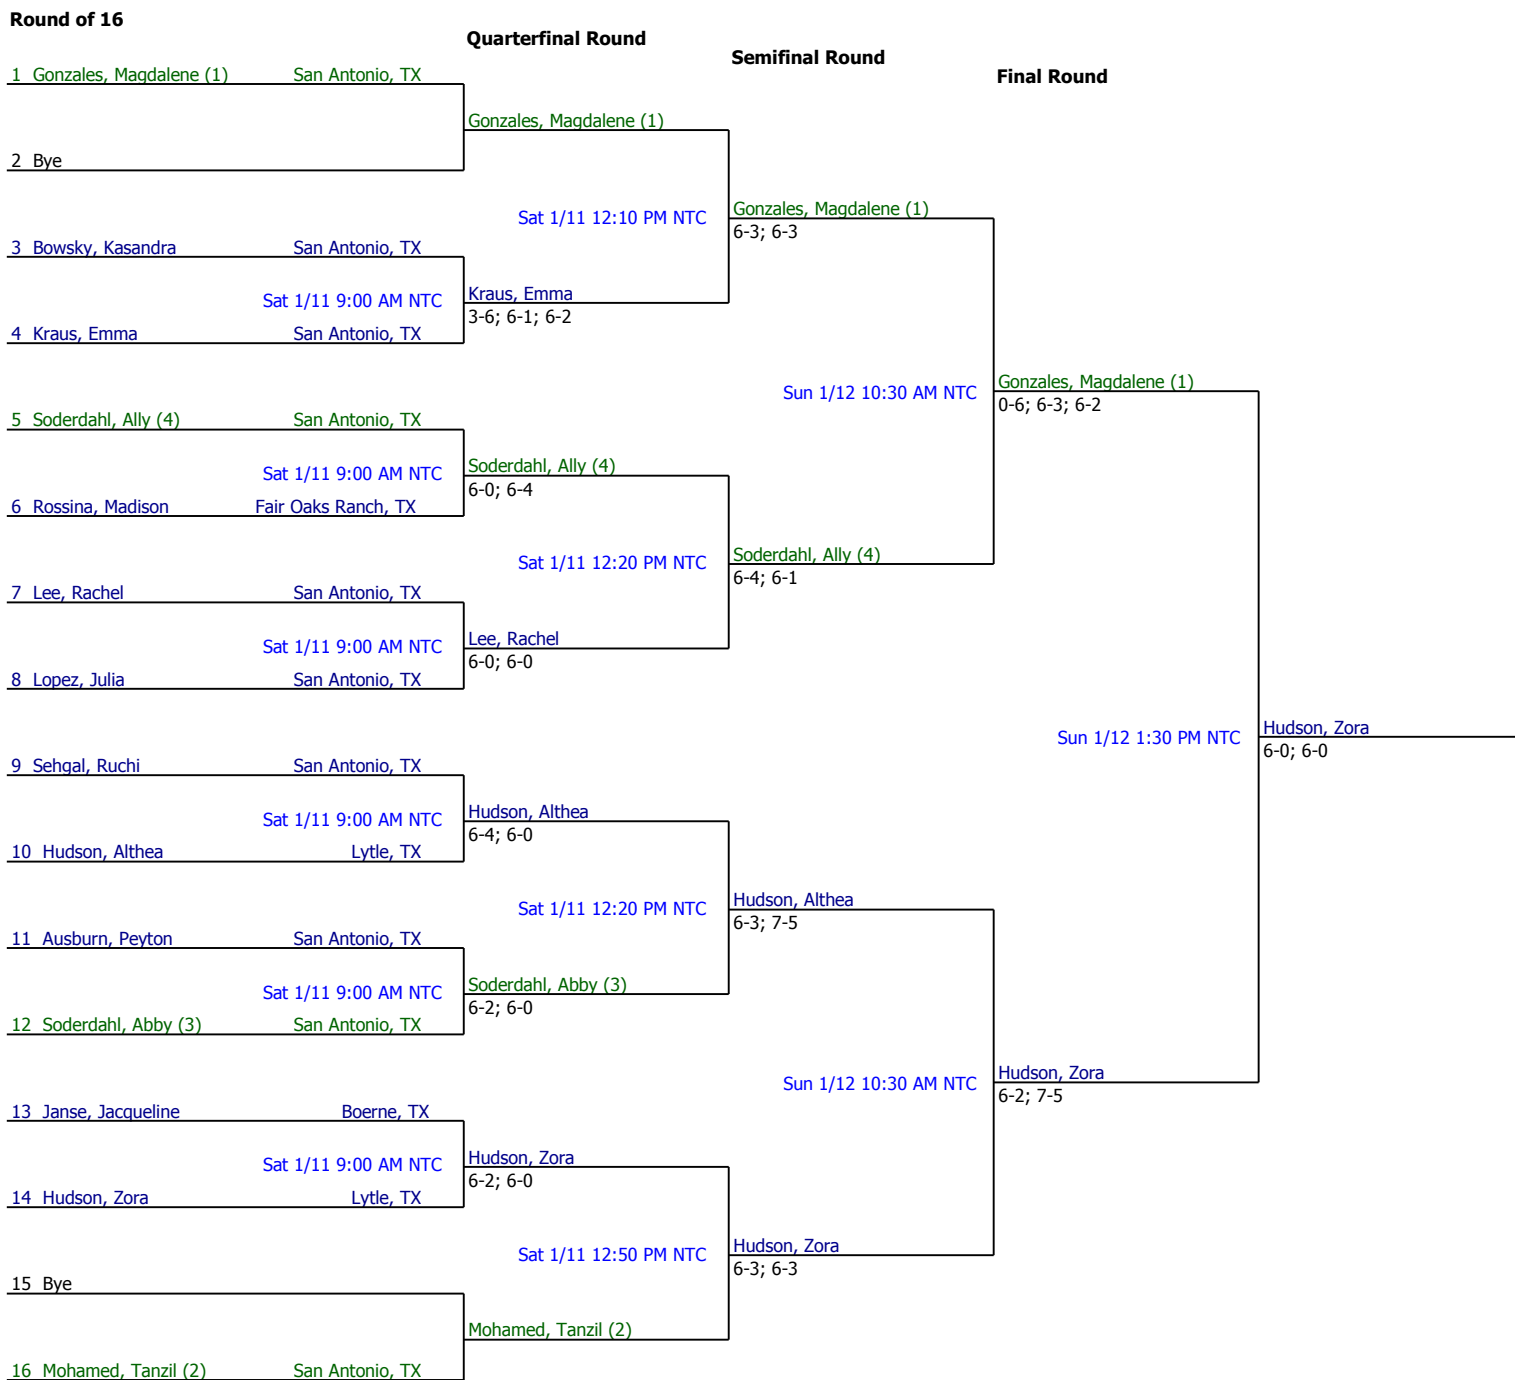 Round of 16
Quarterfinal Round
Semifinal Round
Final Round
1 Gonzales, Magdalene (1) San Antonio, TX
Gonzales, Magdalene (1)
2 Bye
Sat 1/11 12:10 PM NTC
Gonzales, Magdalene (1)
6-3; 6-3
3 Bowsky, Kasandra San Antonio, TX
Sat 1/11 9:00 AM NTC
Kraus, Emma
3-6; 6-1; 6-2
4 Kraus, Emma San Antonio, TX
Sun 1/12 10:30 AM NTC
Gonzales, Magdalene (1)
0-6; 6-3; 6-2
5 Soderdahl, Ally (4) San Antonio, TX
Sat 1/11 9:00 AM NTC
Soderdahl, Ally (4)
6-0; 6-4
6 Rossina, Madison Fair Oaks Ranch, TX
Sat 1/11 12:20 PM NTC
Soderdahl, Ally (4)
6-4; 6-1
7 Lee, Rachel San Antonio, TX
Sat 1/11 9:00 AM NTC
Lee, Rachel
6-0; 6-0
8 Lopez, Julia San Antonio, TX
Sun 1/12 1:30 PM NTC
Hudson, Zora
6-0; 6-0
9 Sehgal, Ruchi San Antonio, TX
Sat 1/11 9:00 AM NTC
Hudson, Althea
6-4; 6-0
10 Hudson, Althea Lytle, TX
Sat 1/11 12:20 PM NTC
Hudson, Althea
6-3; 7-5
11 Ausburn, Peyton San Antonio, TX
Sat 1/11 9:00 AM NTC
Soderdahl, Abby (3)
6-2; 6-0
12 Soderdahl, Abby (3) San Antonio, TX
Sun 1/12 10:30 AM NTC
Hudson, Zora
6-2; 7-5
13 Janse, Jacqueline Boerne, TX
Sat 1/11 9:00 AM NTC
Hudson, Zora
6-2; 6-0
14 Hudson, Zora Lytle, TX
Sat 1/11 12:50 PM NTC
Hudson, Zora
6-3; 6-3
15 Bye
Mohamed, Tanzil (2)
16 Mohamed, Tanzil (2) San Antonio, TX